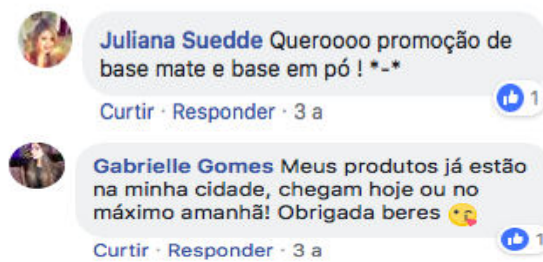 Juliana Suedde Queroooo promoção de
base mate e base em pó ! *-*
1
Curtir · Responder · 3 a
Gabrielle Gomes Meus produtos já estão
na minha cidade, chegam hoje ou no
máximo amanhã! Obrigada beres 😘
1
Curtir · Responder · 3 a